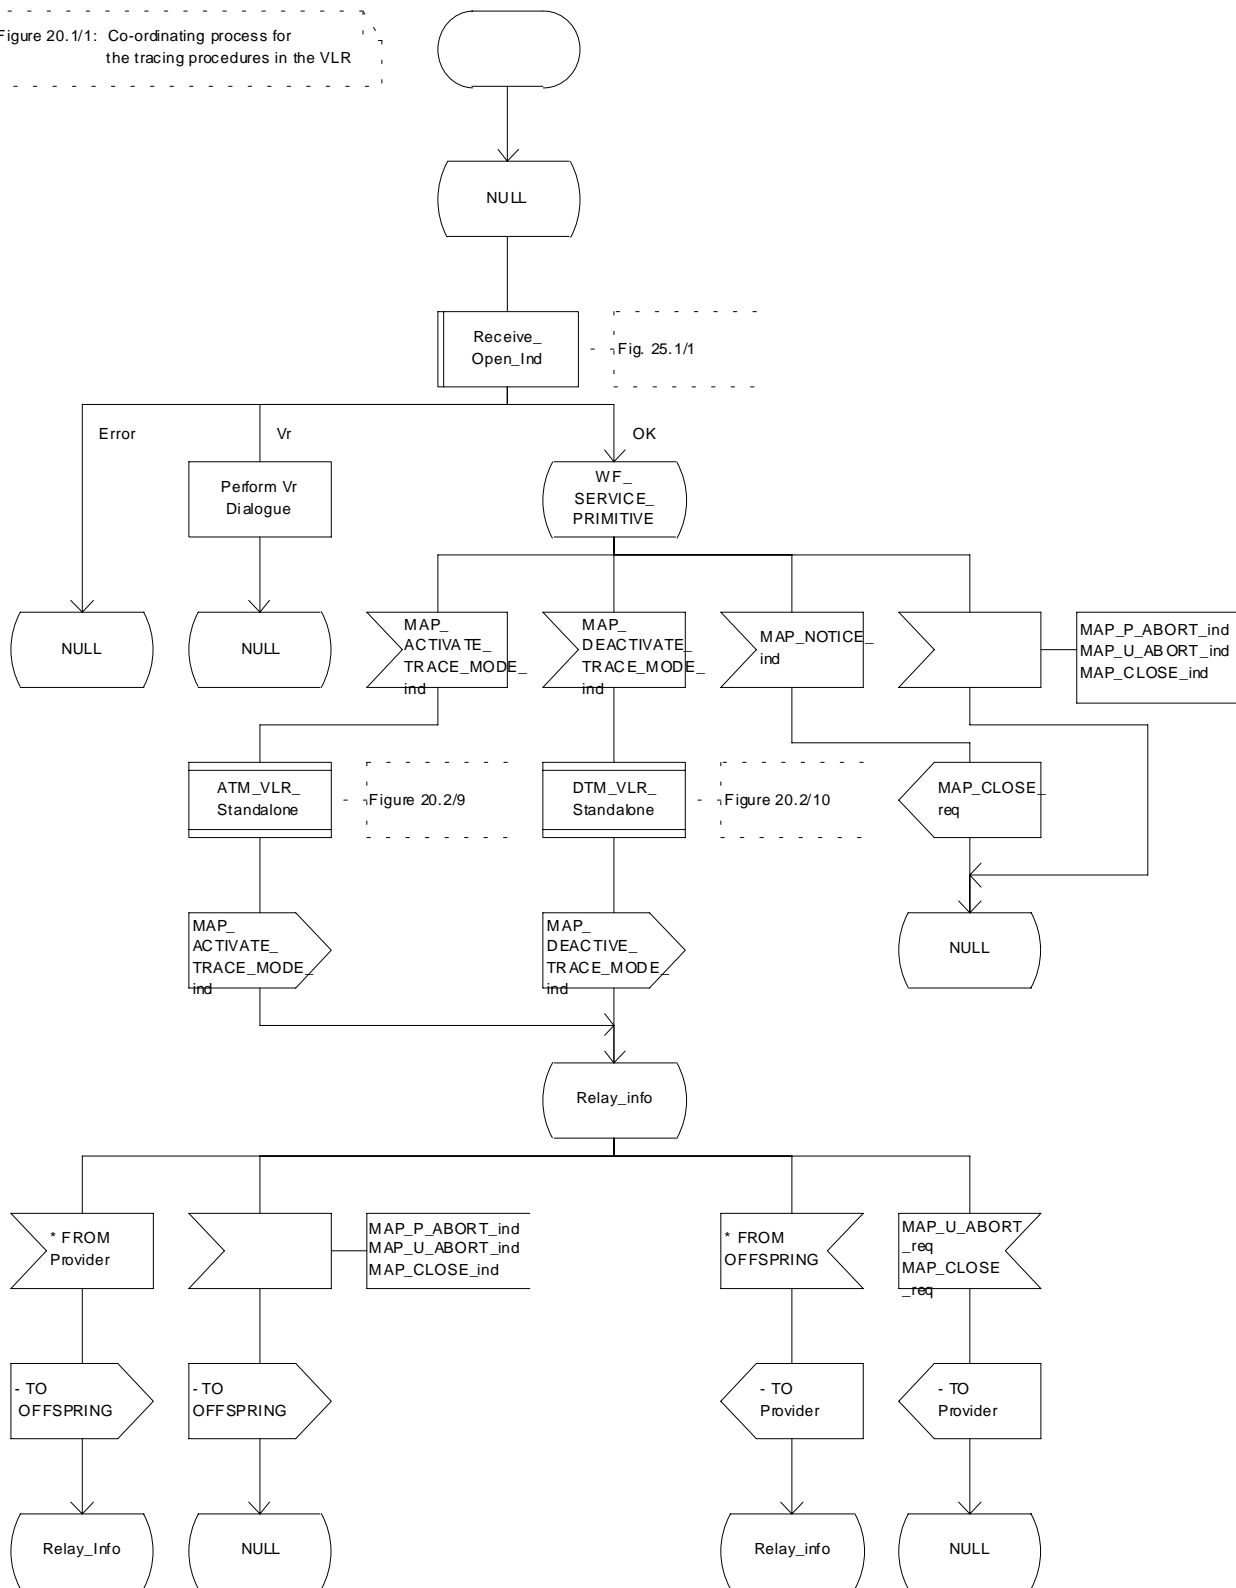 Figure 20.1/1: Co-ordinating process for
the tracing procedures in the VLR
NULL
Receive_
Open_Ind
Fig. 25.1/1
Error
Vr
OK
Perform Vr
Dialogue
WF_
SERVICE_
PRIMITIVE
NULL
NULL
MAP_
ACTIVATE_
TRACE_MODE_
ind
MAP_
DEACTIVATE_
TRACE_MODE_
ind
MAP_NOTICE_
ind
MAP_P_ABORT_ind
MAP_U_ABORT_ind
MAP_CLOSE_ind
ATM_VLR_
Standalone
Figure 20.2/9
DTM_VLR_
Standalone
Figure 20.2/10
MAP_CLOSE_
req
MAP_
ACTIVATE_
TRACE_MODE_
ind
MAP_
DEACTIVE_
TRACE_MODE_
ind
NULL
Relay_info
* FROM
Provider
MAP_P_ABORT_ind
MAP_U_ABORT_ind
MAP_CLOSE_ind
* FROM
OFFSPRING
MAP_U_ABORT
_req
MAP_CLOSE
_req
- TO
OFFSPRING
- TO
OFFSPRING
- TO
Provider
- TO
Provider
Relay_Info
NULL
Relay_info
NULL